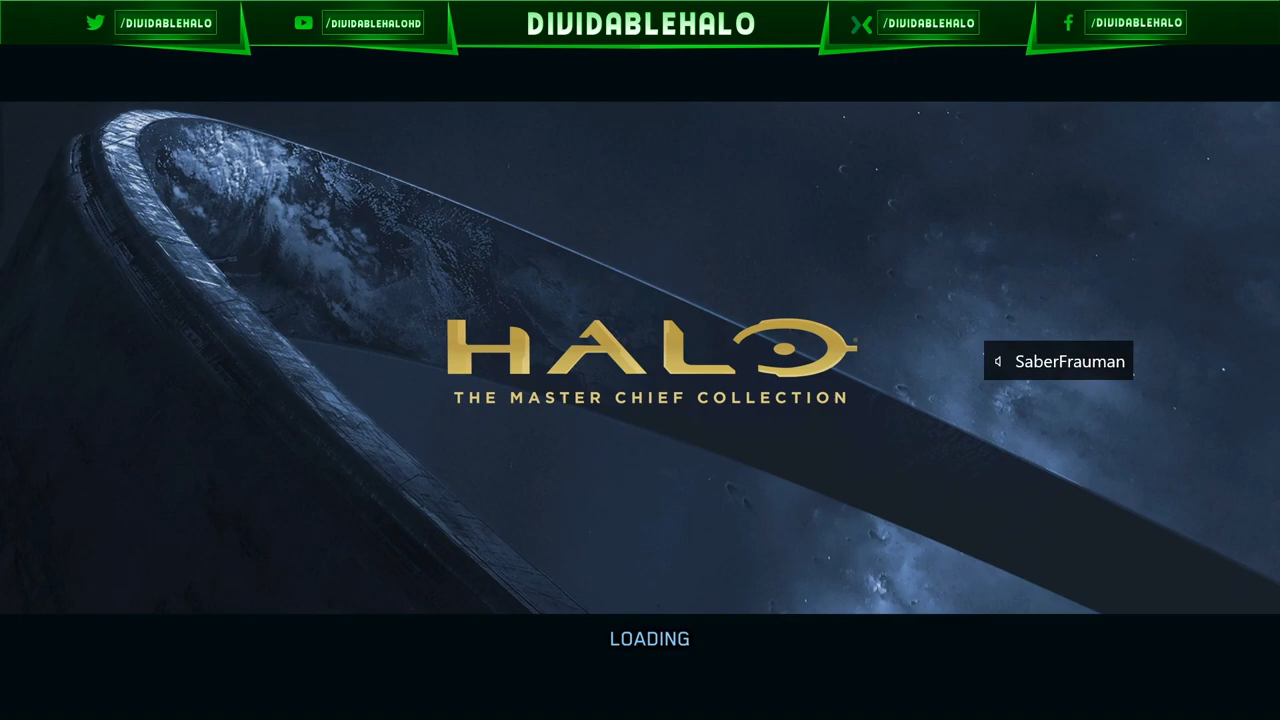 /DIVIDABLEHALO
/DIVIDABLEHALOHD
DIVIDABLEHALO
/DIVIDABLEHALO
/DIVIDABLEHALO
HALO
THE MASTER CHIEF COLLECTION
SaberFrauman
LOADING